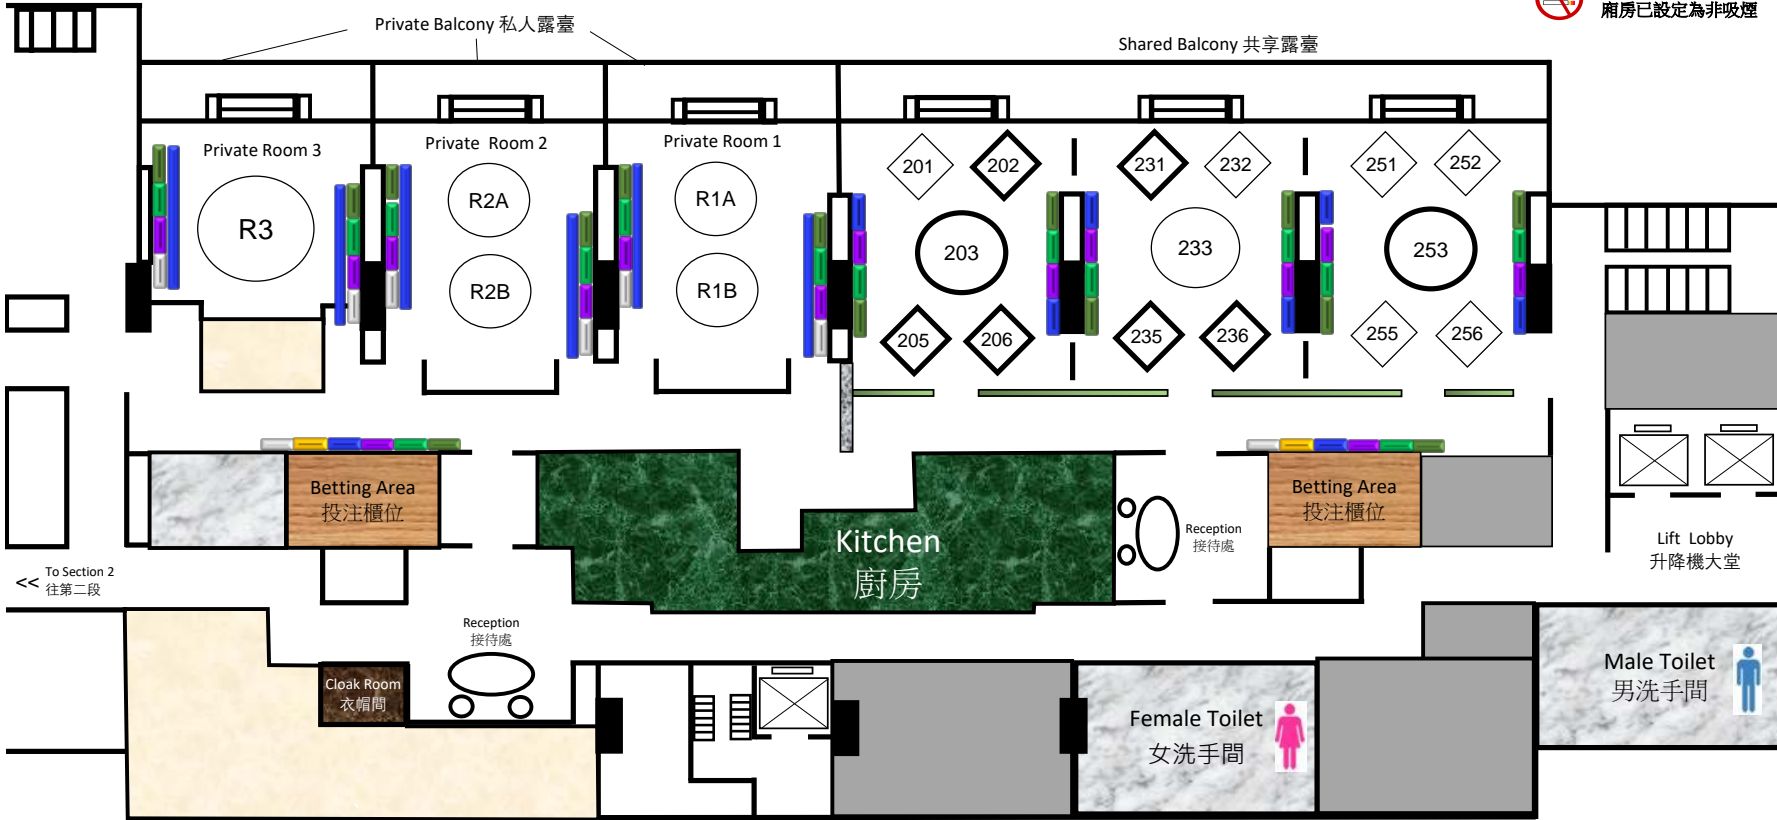 廂房已設定為非吸煙
Private Balcony 私人露臺
Shared Balcony 共享露臺
Private Room 3
Private Room 2
Private Room 1
201
202
231
232
251
252
R3
R2A
R1A
203
233
253
R2B
R1B
205
206
235
236
255
256
Betting Area
投注櫃位
Kitchen
廚房
Reception
接待處
Betting Area
投注櫃位
Lift Lobby
升降機大堂
<< To Section 2
往第二段
Reception
接待處
Cloak Room
衣帽間
Female Toilet
女洗手間
Male Toilet
男洗手間